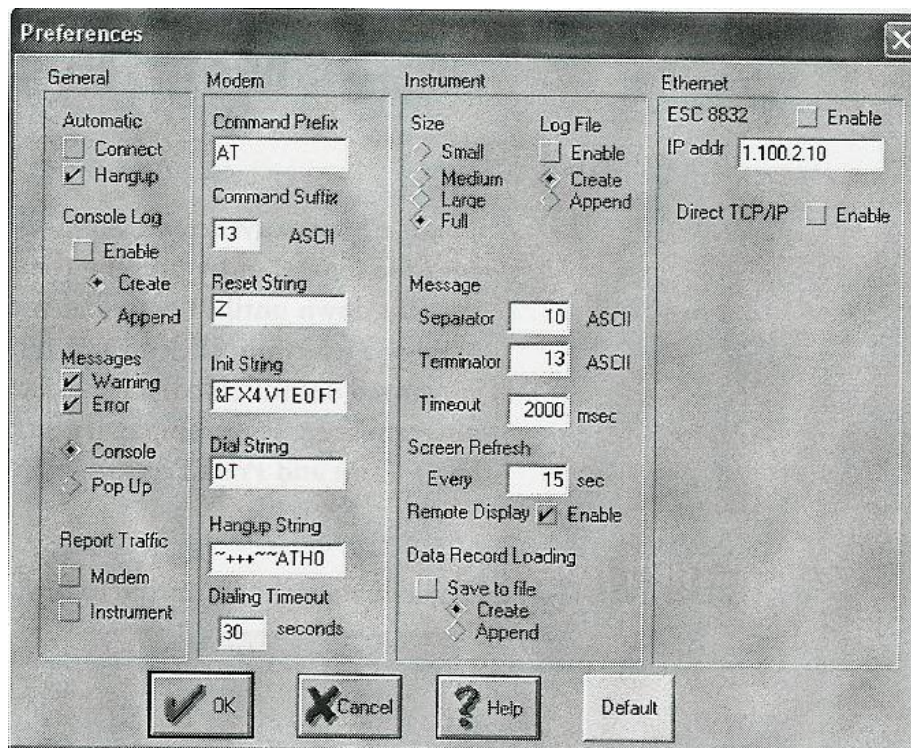 Preferences
General
Automatic
Connect
Hangup
Console Log
Enable
Create
Append
Messages
Warning
Error
Console
Pop Up
Report Traffic
Modem
Instrument
Modem
Command Prefix
AT
Command Suffix
13 ASCII
Reset String
Z
Init String
&F X4 V1 E0 F1
Dial String
DT
Hangup String
~+++~~ATH0
Dialing Timeout
30 seconds
Instrument
Size
Small
Medium
Large
Full
Log File
Enable
Create
Append
Message
Separator 10 ASCII
Terminator 13 ASCII
Timeout 2000 msec
Screen Refresh
Every 15 sec
Remote Display Enable
Data Record Loading
Save to file
Create
Append
Ethernet
ESC 8832 Enable
IP addr 1.100.2.10
Direct TCP/IP Enable
OK
Cancel
Help
Default